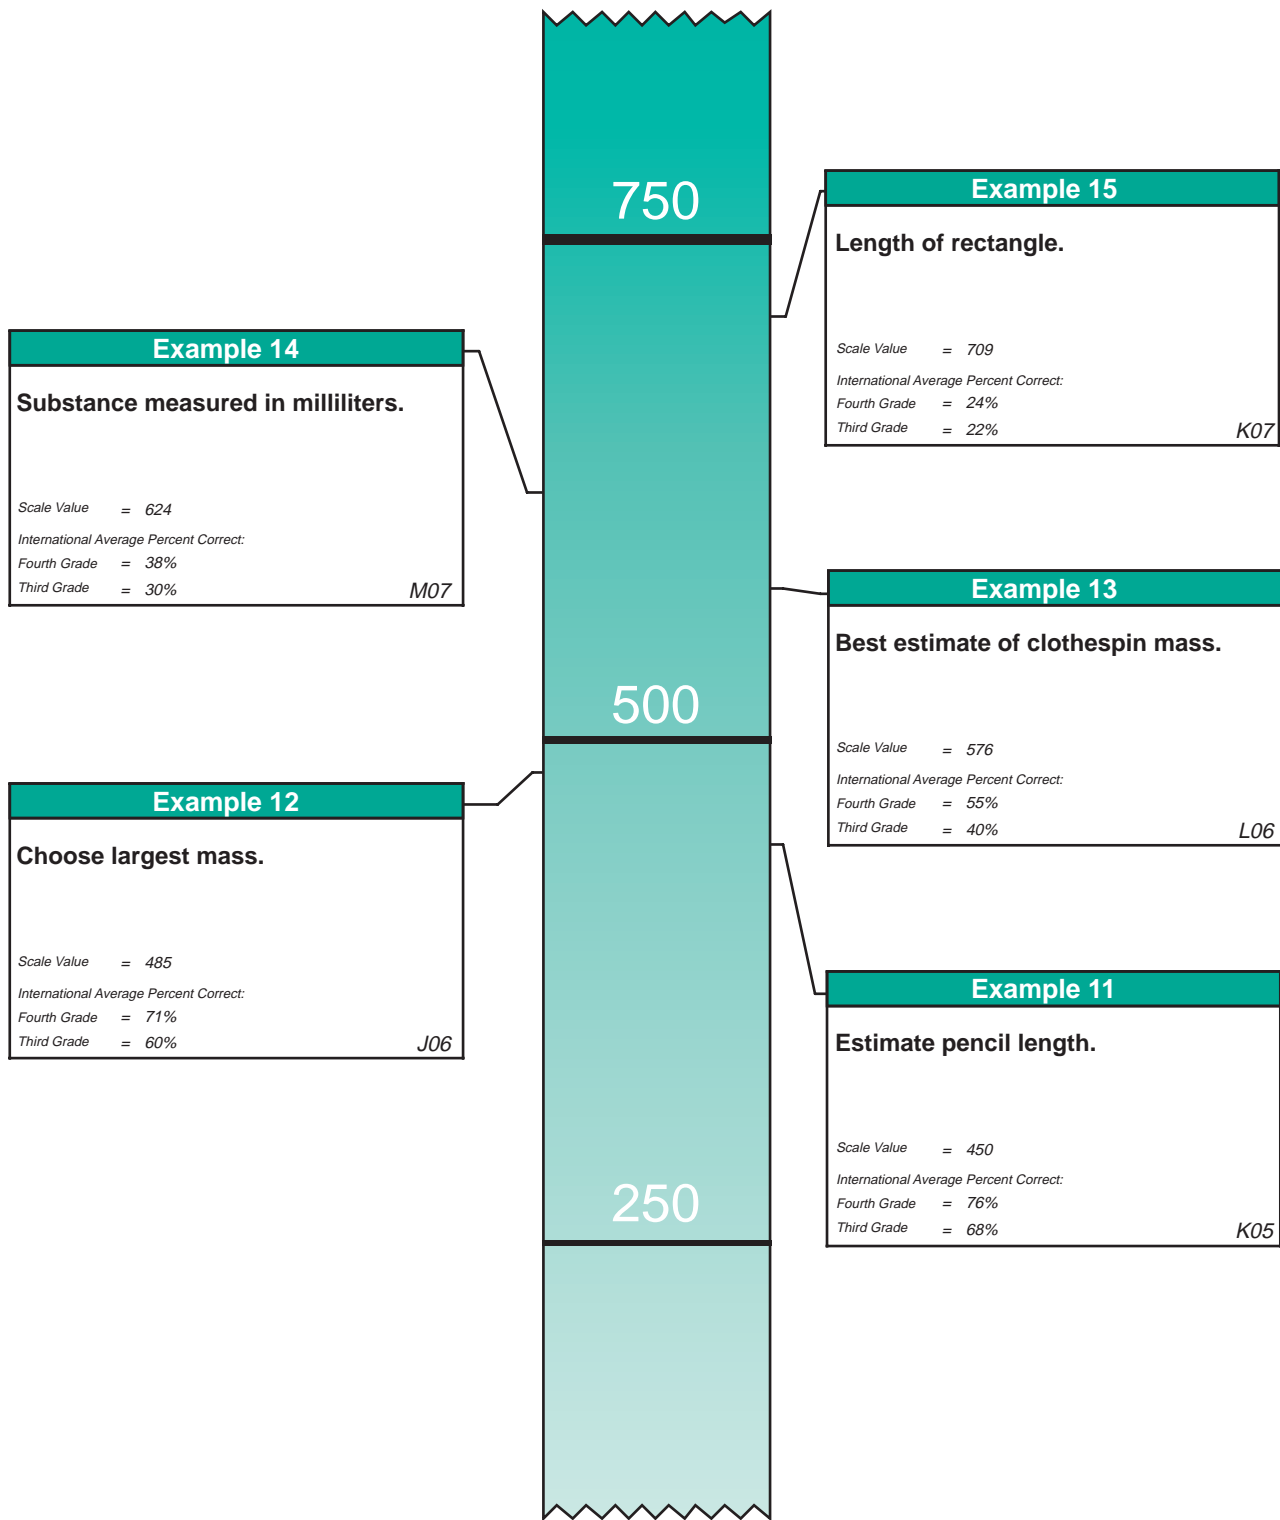 750
Example 15
Length of rectangle.
Scale Value = 709
International Average Percent Correct:
Fourth Grade = 24%
Third Grade = 22%
K07
Example 14
Substance measured in milliliters.
Scale Value = 624
International Average Percent Correct:
Fourth Grade = 38%
Third Grade = 30%
M07
Example 13
Best estimate of clothespin mass.
Scale Value = 576
International Average Percent Correct:
Fourth Grade = 55%
Third Grade = 40%
L06
500
Example 12
Choose largest mass.
Scale Value = 485
International Average Percent Correct:
Fourth Grade = 71%
Third Grade = 60%
J06
Example 11
Estimate pencil length.
Scale Value = 450
International Average Percent Correct:
Fourth Grade = 76%
Third Grade = 68%
K05
250